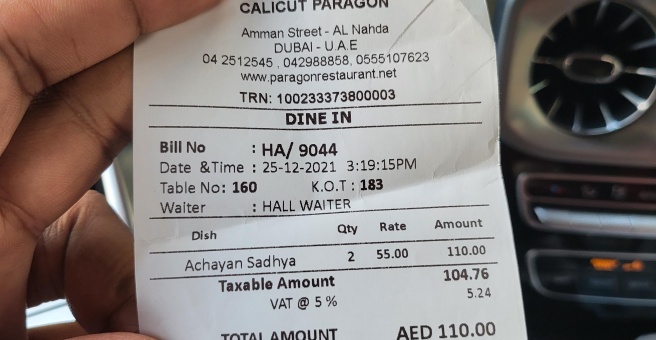 CALICUT PARAGON
Amman Street - AL Nahda
DUBAI - U.A.E
04 2512545 , 042988858, 0555107623
www.paragonrestaurant.net
TRN: 100233373800003
DINE IN
Bill No : HA/ 9044
Date &Time : 25-12-2021 3:19:15PM
Table No: 160 K.O.T : 183
Waiter : HALL WAITER
Dish Qty Rate Amount
Achayan Sadhya 2 55.00 110.00
Taxable Amount 104.76
VAT @ 5 % 5.24
TOTAL AMOUNT AED 110.00